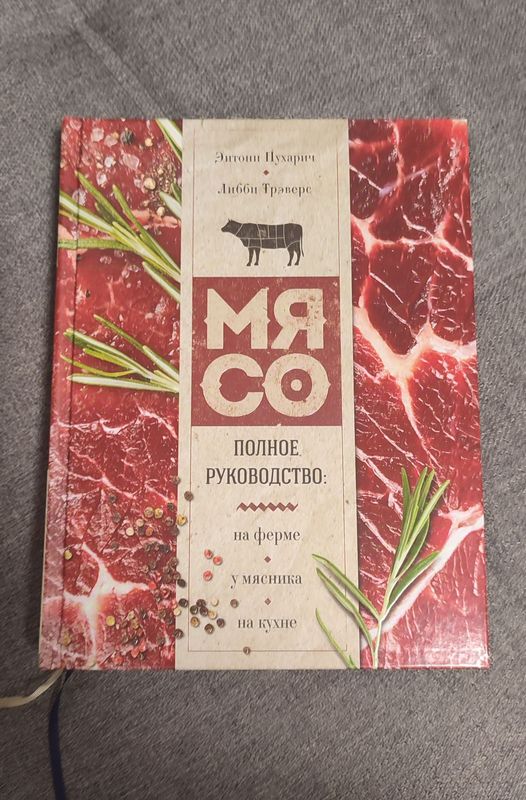 Энтони Пухарич
Либби Трэверс
МЯ
СО
ПОЛНОЕ
РУКОВОДСТВО:
на ферме
у мясника
на кухне